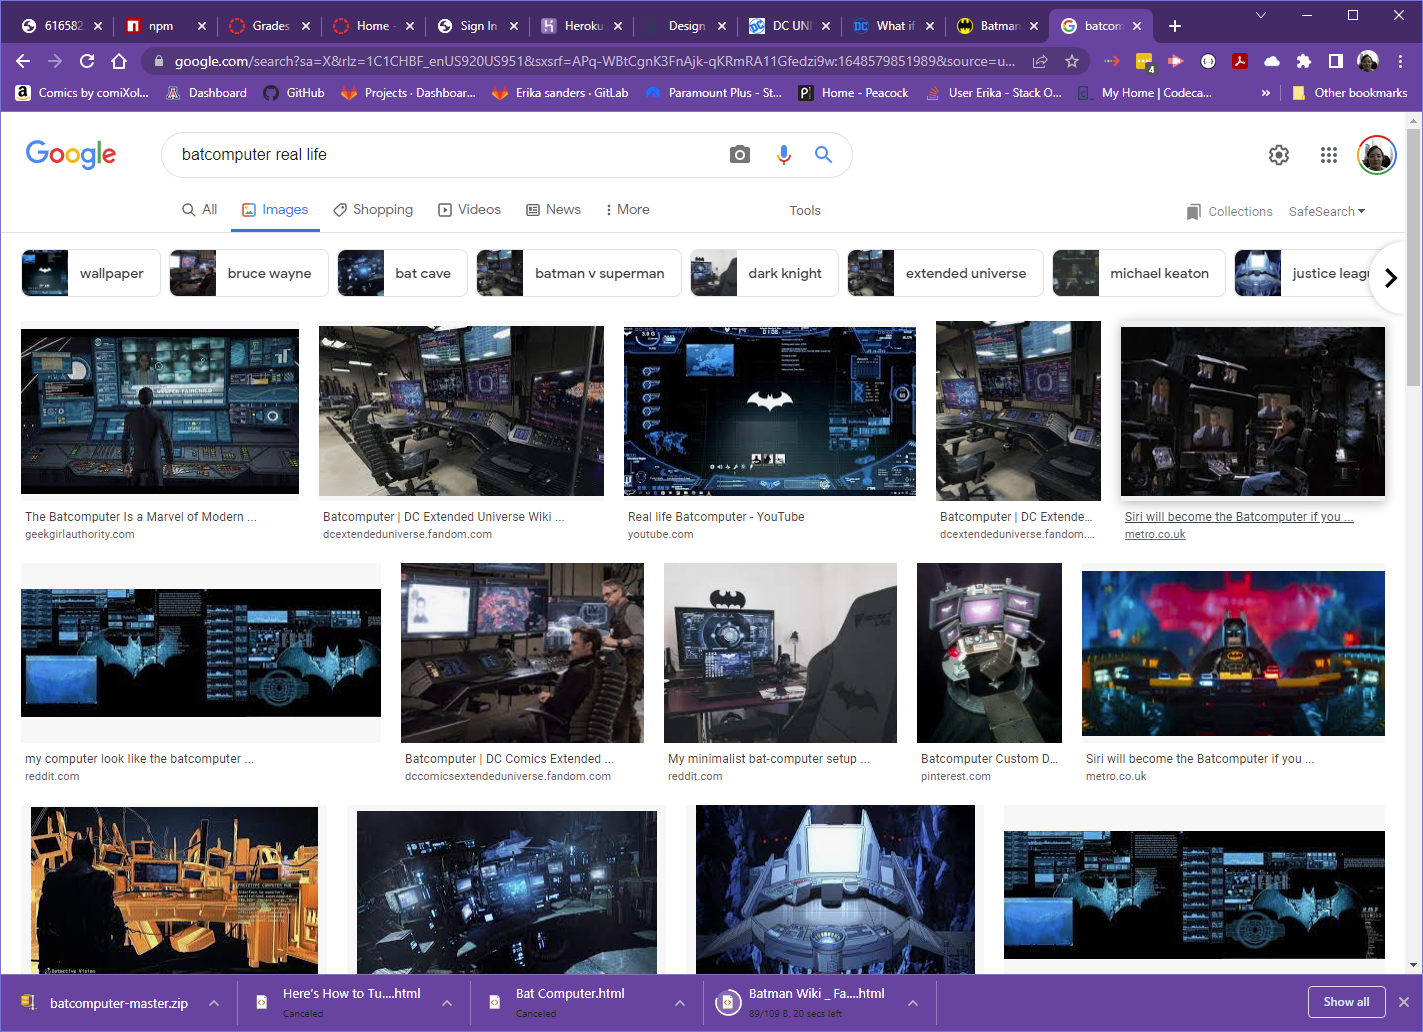 616582
npm
Grades
Home -
Sign In
Heroku
Design
DC UNI
What if
Batman
batcom
google.com/search?sa=X&rlz=1C1CHBF_enUS920US951&sxsrf=APq-WBtCgnK3FnAjk-qKRmRA11Gfedzi9w:1648579851989&source=u...
4
Comics by comiXol...
Dashboard
GitHub
Projects · Dashboar...
Erika sanders · GitLab
Paramount Plus - St...
Home - Peacock
User Erika - Stack O...
My Home | Codeca...
»
Other bookmarks
Google
batcomputer real life
All
Images
Shopping
Videos
News
More
Tools
Collections
SafeSearch
wallpaper
bruce wayne
bat cave
batman v superman
dark knight
extended universe
michael keaton
justice leagu
The Batcomputer Is a Marvel of Modern ...
geekgirlauthority.com
Batcomputer | DC Extended Universe Wiki ...
dcextendeduniverse.fandom.com
Real life Batcomputer - YouTube
youtube.com
Batcomputer | DC Extende...
dcextendeduniverse.fandom....
Siri will become the Batcomputer if you ...
metro.co.uk
my computer look like the batcomputer ...
reddit.com
Batcomputer | DC Comics Extended ...
dccomicsextendeduniverse.fandom.com
My minimalist bat-computer setup ...
reddit.com
Batcomputer Custom D...
pinterest.com
Siri will become the Batcomputer if you ...
metro.co.uk
Detective Vision
batcomputer-master.zip
Here's How to Tu....html
Canceled
Bat Computer.html
Canceled
Batman Wiki _ Fa....html
89/109 B, 20 secs left
Show all